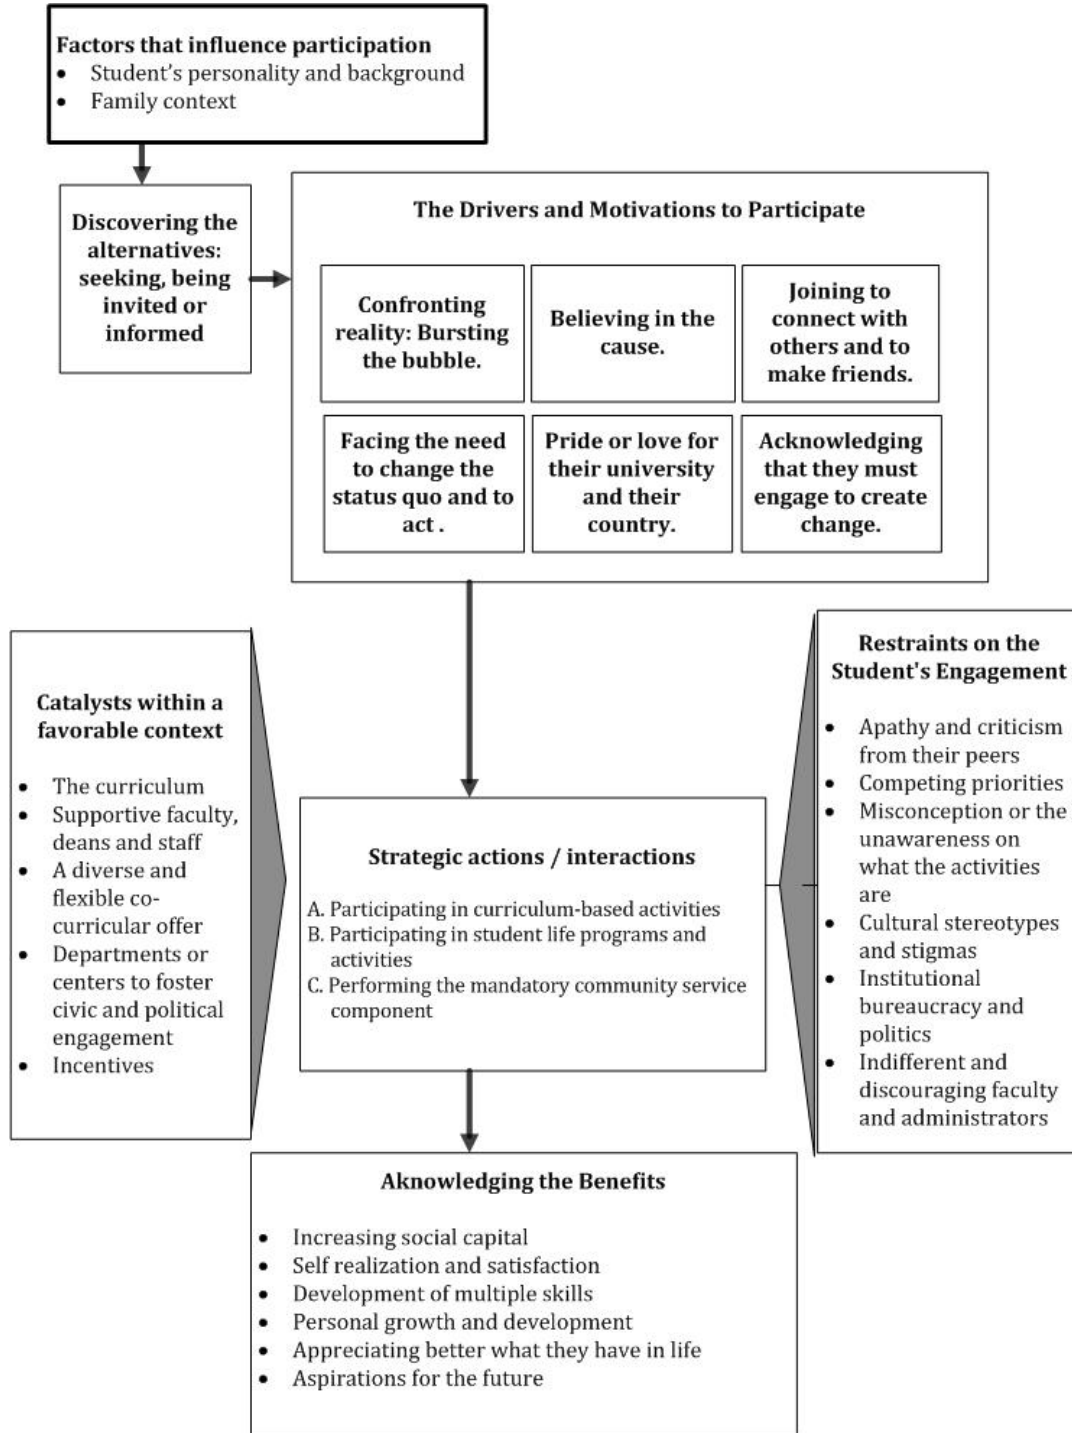 Factors that influence participation
• Student's personality and background
• Family context
Discovering the
alternatives:
seeking, being
invited or
informed
The Drivers and Motivations to Participate
Confronting
reality: Bursting
the bubble.
Believing in the
cause.
Joining to
connect with
others and to
make friends.
Facing the need
to change the
status quo and to
act .
Pride or love for
their university
and their
country.
Acknowledging
that they must
engage to create
change.
Catalysts within a
favorable context
• The curriculum
• Supportive faculty,
deans and staff
• A diverse and
flexible co-
curricular offer
• Departments or
centers to foster
civic and political
engagement
• Incentives
Strategic actions / interactions
A. Participating in curriculum-based activities
B. Participating in student life programs and
activities
C. Performing the mandatory community service
component
Restraints on the
Student's Engagement
• Apathy and criticism
from their peers
• Competing priorities
• Misconception or the
unawareness on
what the activities
are
• Cultural stereotypes
and stigmas
• Institutional
bureaucracy and
politics
• Indifferent and
discouraging faculty
and administrators
Aknowledging the Benefits
• Increasing social capital
• Self realization and satisfaction
• Development of multiple skills
• Personal growth and development
• Appreciating better what they have in life
• Aspirations for the future